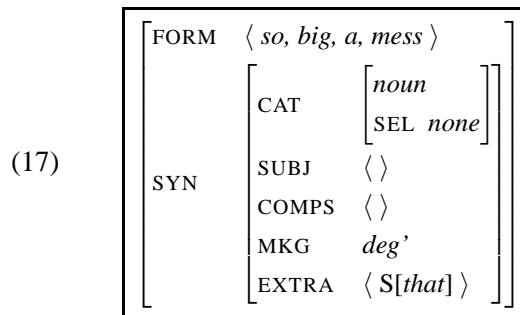 FORM ⟨ so, big, a, mess ⟩
CAT noun
SEL none
(17)
SYN
SUBJ ⟨ ⟩
COMPS ⟨ ⟩
MKG deg’
EXTRA ⟨ S[that] ⟩